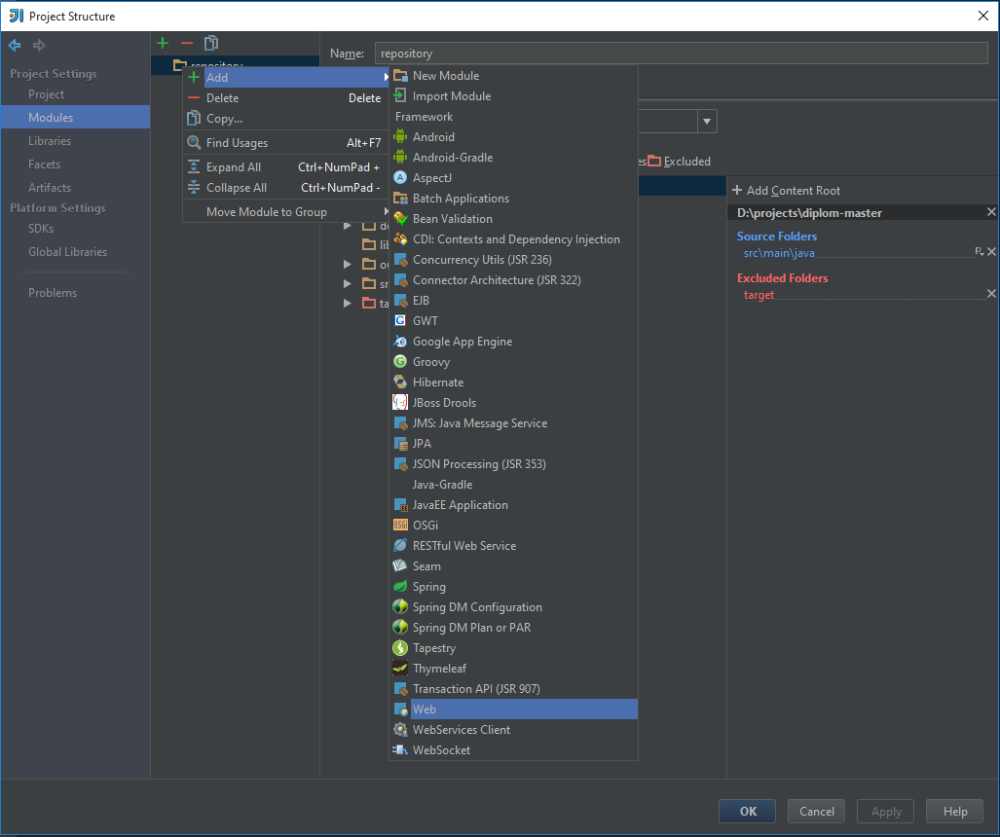 Project Structure
Project Settings
Project
Modules
Libraries
Facets
Artifacts
Platform Settings
SDKs
Global Libraries
Problems
Name:
repository
repository
Add
Delete Delete
Copy...
Find Usages Alt+F7
Expand All Ctrl+NumPad +
Collapse All Ctrl+NumPad -
Move Module to Group
New Module
Import Module
Framework
Android
Android-Gradle
AspectJ
Batch Applications
Bean Validation
CDI: Contexts and Dependency Injection
Concurrency Utils (JSR 236)
Connector Architecture (JSR 322)
EJB
GWT
Google App Engine
Groovy
Hibernate
JBoss Drools
JMS: Java Message Service
JPA
JSON Processing (JSR 353)
Java-Gradle
JavaEE Application
OSGi
RESTful Web Service
Seam
Spring
Spring DM Configuration
Spring DM Plan or PAR
Tapestry
Thymeleaf
Transaction API (JSR 907)
Web
WebServices Client
WebSocket
Excluded
Add Content Root
D:\projects\diplom-master
Source Folders
src\main\java
Excluded Folders
target
OK
Cancel
Apply
Help